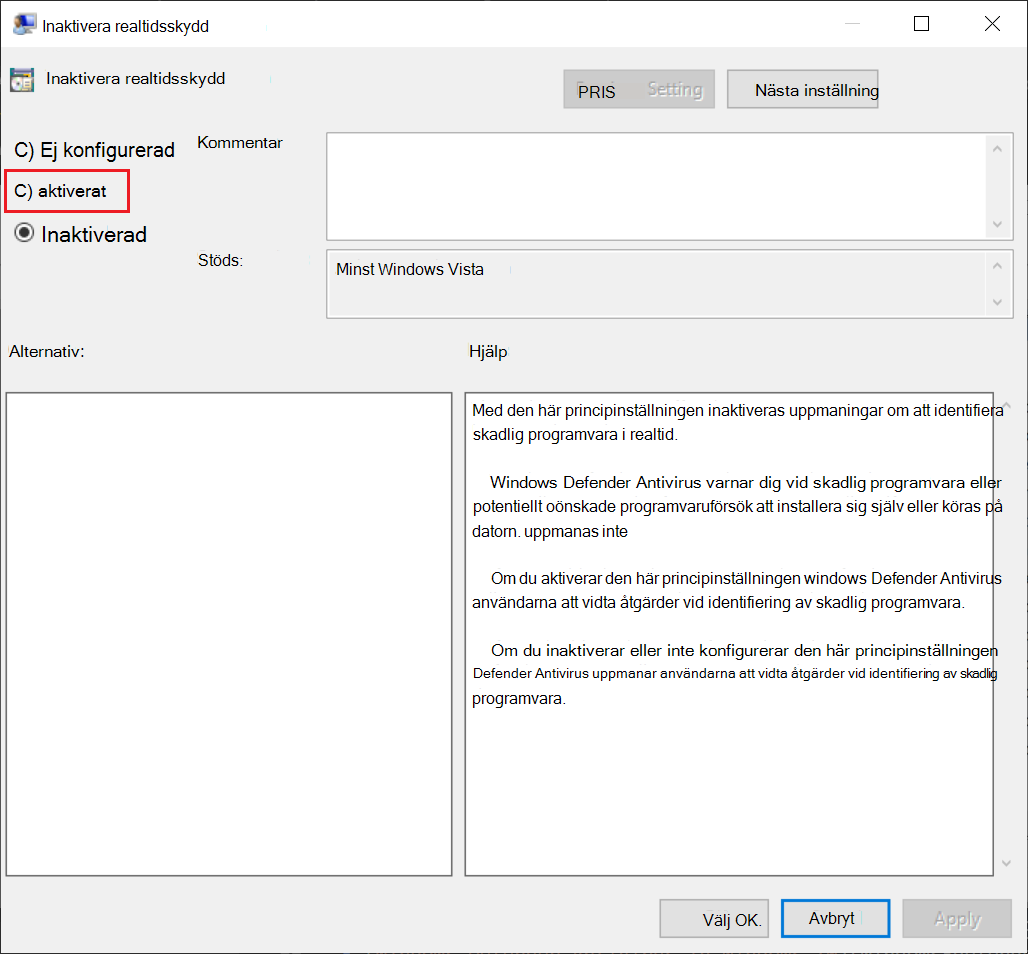 Inaktivera realtidsskydd
Inaktivera realtidsskydd
PRIS Setting
Nästa inställning
C) Ej konfigurerad
Kommentar
C) aktiverat
Inaktiverad
Stöds:
Minst Windows Vista
Alternativ:
Hjälp
Med den här principinställningen inaktiveras uppmaningar om att identifiera
skadlig programvara i realtid.
Windows Defender Antivirus varnar dig vid skadlig programvara eller
potentiellt oönskade programvaruförsök att installera sig själv eller köras på
datorn. uppmanas inte
Om du aktiverar den här principinställningen windows Defender Antivirus
användarna att vidta åtgärder vid identifiering av skadlig programvara.
Om du inaktiverar eller inte konfigurerar den här principinställningen
Defender Antivirus uppmanar användarna att vidta åtgärder vid identifiering av skadlig
programvara.
Välj OK.
Avbryt
Apply